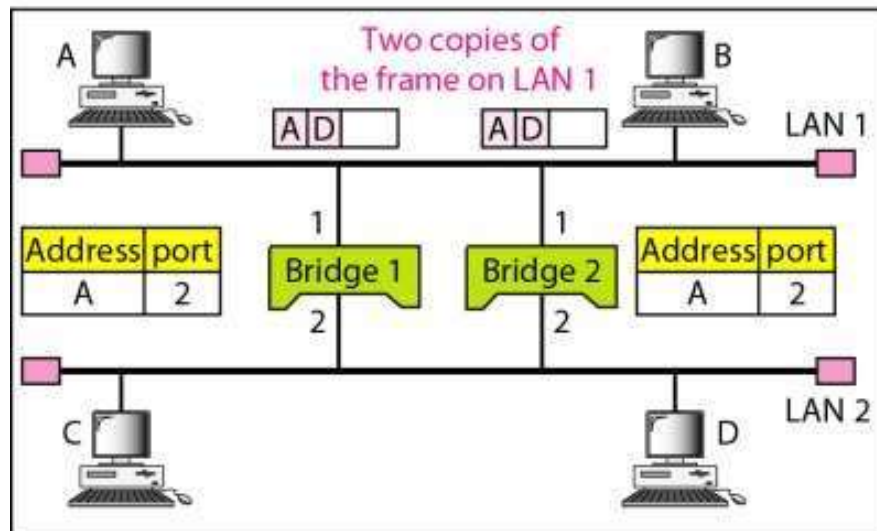 A
Two copies of
the frame on LAN 1
B
A D
A D
LAN 1
1
1
Address port
A 2
Bridge 1
Bridge 2
Address port
A 2
2
2
C
D
LAN 2